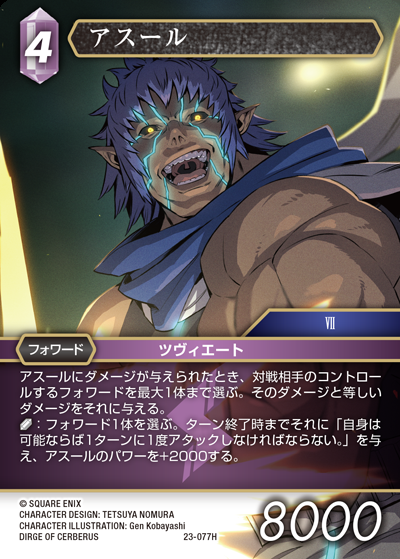 4
アスール
VII
フォワード
ツヴィエート
アスールにダメージが与えられたとき、対戦相手のコントロー
ルするフォワードを最大1体まで選ぶ。そのダメージと等しい
ダメージをそれに与える。
：フォワード1体を選ぶ。ターン終了時までそれに「自身は
可能ならば1ターンに1度アタックしなければならない。」を与
え、アスールのパワーを+2000する。
© SQUARE ENIX
CHARACTER DESIGN: TETSUYA NOMURA
CHARACTER ILLUSTRATION: Gen Kobayashi
DIRGE OF CERBERUS
23-077H
8000